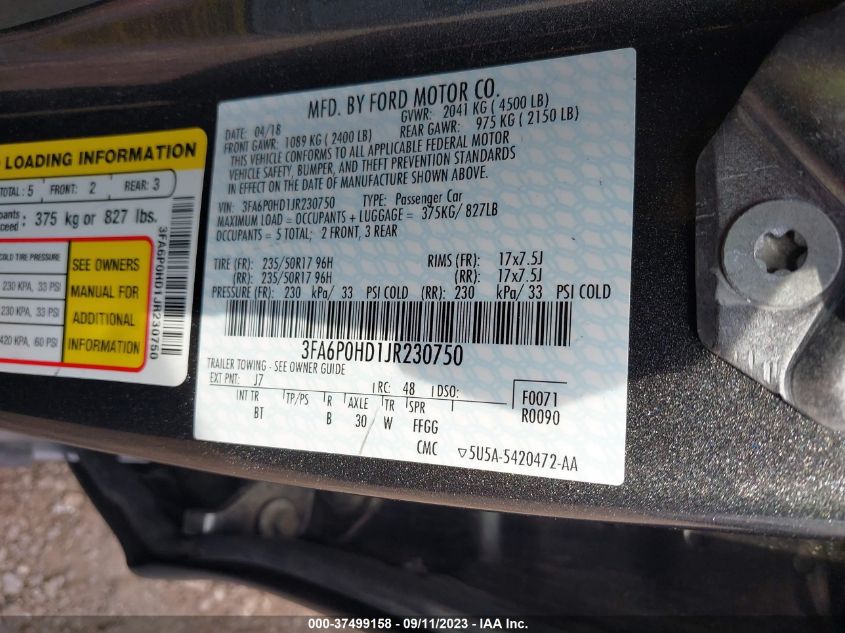 MFD. BY FORD MOTOR CO.
DATE: 04/18 GVWR: 2041 KG ( 4500 LB)
FRONT GAWR: 1089 KG ( 2400 LB) REAR GAWR: 975 KG ( 2150 LB)
THIS VEHICLE CONFORMS TO ALL APPLICABLE FEDERAL MOTOR
VEHICLE SAFETY, BUMPER, AND THEFT PREVENTION STANDARDS
IN EFFECT ON THE DATE OF MANUFACTURE SHOWN ABOVE.
VIN: 3FA6P0HD1JR230750 TYPE: Passenger Car
MAXIMUM LOAD = OCCUPANTS + LUGGAGE = 375KG/ 827LB
OCCUPANTS = 5 TOTAL; 2 FRONT, 3 REAR
TIRE (FR): 235/50R17 96H RIMS (FR): 17x7.5J
(RR): 235/50R17 96H (RR): 17x7.5J
PRESSURE (FR): 230 kPa/ 33 PSI COLD (RR): 230 kPa/ 33 PSI COLD
3FA6P0HD1JR230750
TRAILER TOWING - SEE OWNER GUIDE
EXT PNT: J7 RC: 48 DSO: F0071
INT TR TP/PS R AXLE TR SPR R0090
BT B 30 W FFGG
CMC ▽5U5A-5420472-AA
LOADING INFORMATION
TOTAL: 5 FRONT: 2 REAR: 3
375 kg or 827 lbs.
COLD TIRE PRESSURE
230 KPA, 33 PSI
230 KPA, 33 PSI
420 KPA, 60 PSI
SEE OWNERS
MANUAL FOR
ADDITIONAL
INFORMATION
3FA6P0HD1JR230750
000-37499158 - 09/11/2023 - IAA Inc.